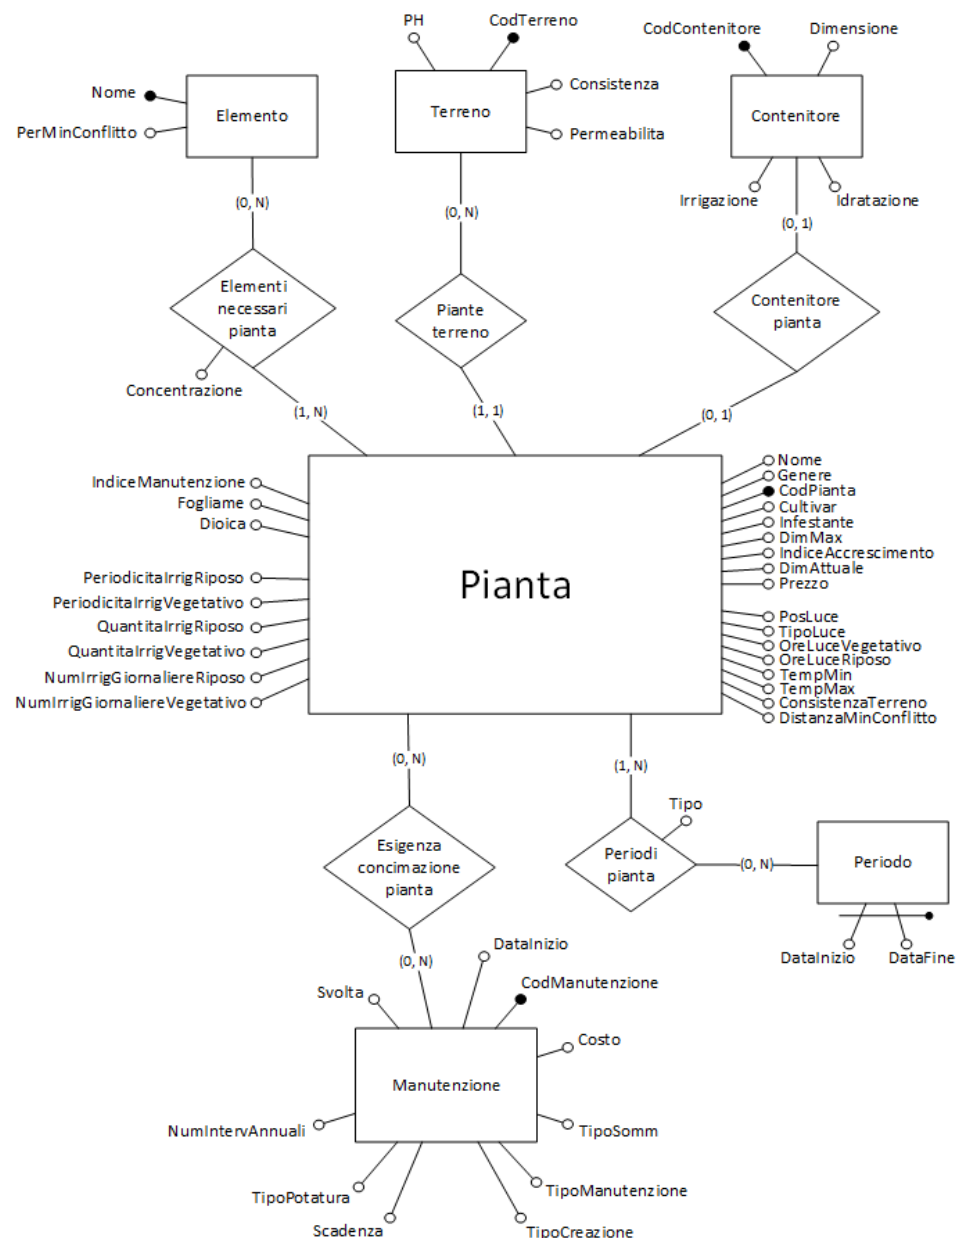 PH
CodTerreno
CodContenitore
Dimensione
Nome
PerMinConflitto
Elemento
Terreno
Consistenza
Permeabilita
Contenitore
Irrigazione
Idratazione
(0, N)
(0, N)
(0, 1)
Elementi
necessari
pianta
Piante
terreno
Contenitore
pianta
Concentrazione
(1, N)
(1, 1)
(0, 1)
IndiceManutenzione
Fogliame
Dioica
PeriodicitaIrrigRiposo
PeriodicitaIrrigVegetativo
QuantitaIrrigRiposo
QuantitaIrrigVegetativo
NumIrrigGiornaliereRiposo
NumIrrigGiornaliereVegetativo
Pianta
Nome
Genere
CodPianta
Cultivar
Infestante
DimMax
IndiceAccrescimento
DimAttuale
Prezzo
PosLuce
TipoLuce
OreLuceVegetativo
OreLuceRiposo
TempMin
TempMax
ConsistenzaTerreno
DistanzaMinConflitto
(0, N)
(1, N)
Tipo
Esigenza
concimazione
pianta
Periodi
pianta
(0, N)
Periodo
DataInizio
DataFine
(0, N)
DataInizio
Svolta
CodManutenzione
Costo
Manutenzione
NumIntervAnnuali
TipoSomm
TipoPotatura
TipoManutenzione
Scadenza
TipoCreazione